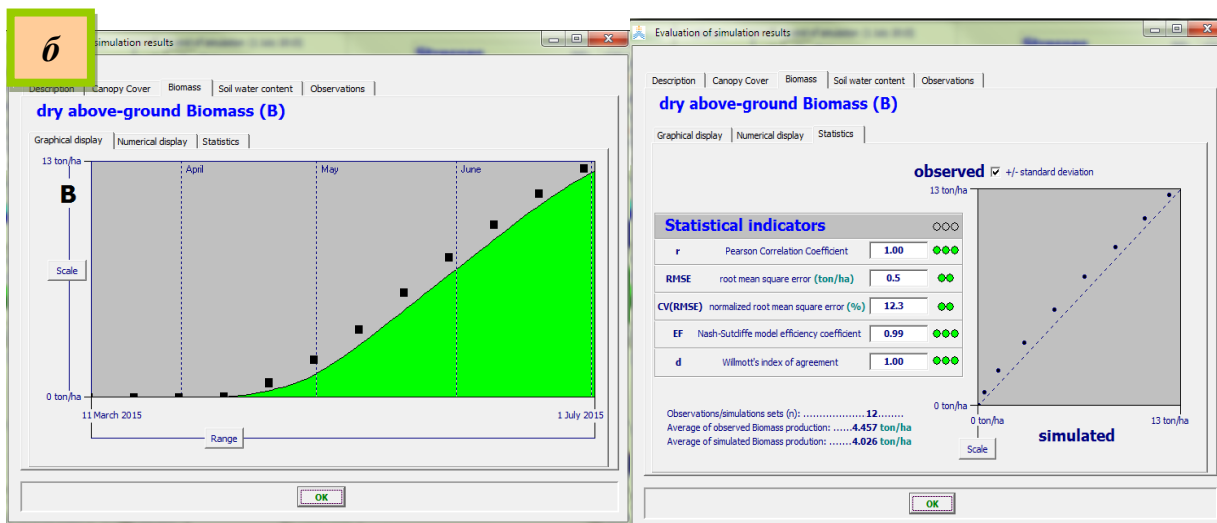 б
simulation results
Description Canopy Cover Biomass Soil water content Observations
dry above-ground Biomass (B)
Graphical display Numerical display Statistics
13 ton/ha
April May June
B
Scale
0 ton/ha
11 March 2015 1 July 2015
Range
OK
Evaluation of simulation results
Description Canopy Cover Biomass Soil water content Observations
dry above-ground Biomass (B)
Graphical display Numerical display Statistics
observed +/- standard deviation
13 ton/ha
Statistical indicators
r Pearson Correlation Coefficient 1.00
RMSE root mean square error (ton/ha) 0.5
CV(RMSE) normalized root mean square error (%) 12.3
EF Nash-Sutcliffe model efficiency coefficient 0.99
d Willmott's index of agreement 1.00
0 ton/ha
0 ton/ha 13 ton/ha
simulated
Scale
Observations/simulations sets (n): ...................12.......
Average of observed Biomass production: ......4.457 ton/ha
Average of simulated Biomass prodution: .......4.026 ton/ha
OK